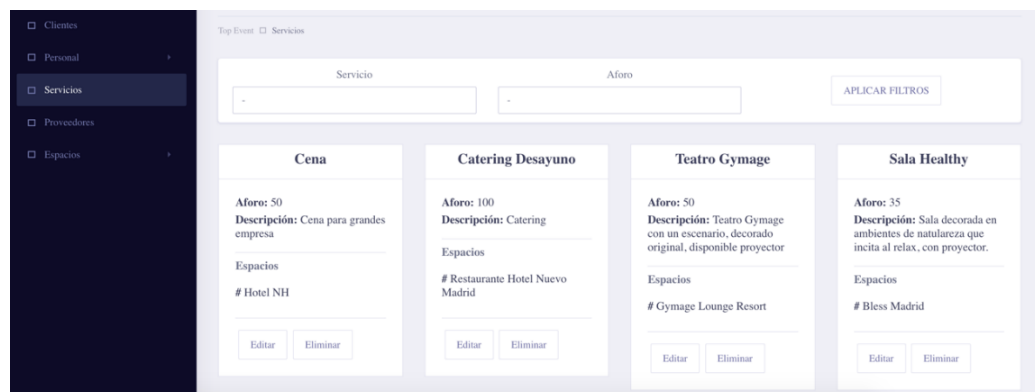 Clientes
Personal
Servicios
Proveedores
Espacios
Top Event Servicios
Servicio
Aforo
-
-
APLICAR FILTROS
Cena
Aforo: 50
Descripción: Cena para grandes
empresa
Espacios
# Hotel NH
Editar Eliminar
Catering Desayuno
Aforo: 100
Descripción: Catering
Espacios
# Restaurante Hotel Nuevo
Madrid
Editar Eliminar
Teatro Gymage
Aforo: 50
Descripción: Teatro Gymage
con un escenario, decorado
original, disponible proyector
Espacios
# Gymage Lounge Resort
Editar Eliminar
Sala Healthy
Aforo: 35
Descripción: Sala decorada en
ambientes de natulareza que
incita al relax, con proyector.
Espacios
# Bless Madrid
Editar Eliminar